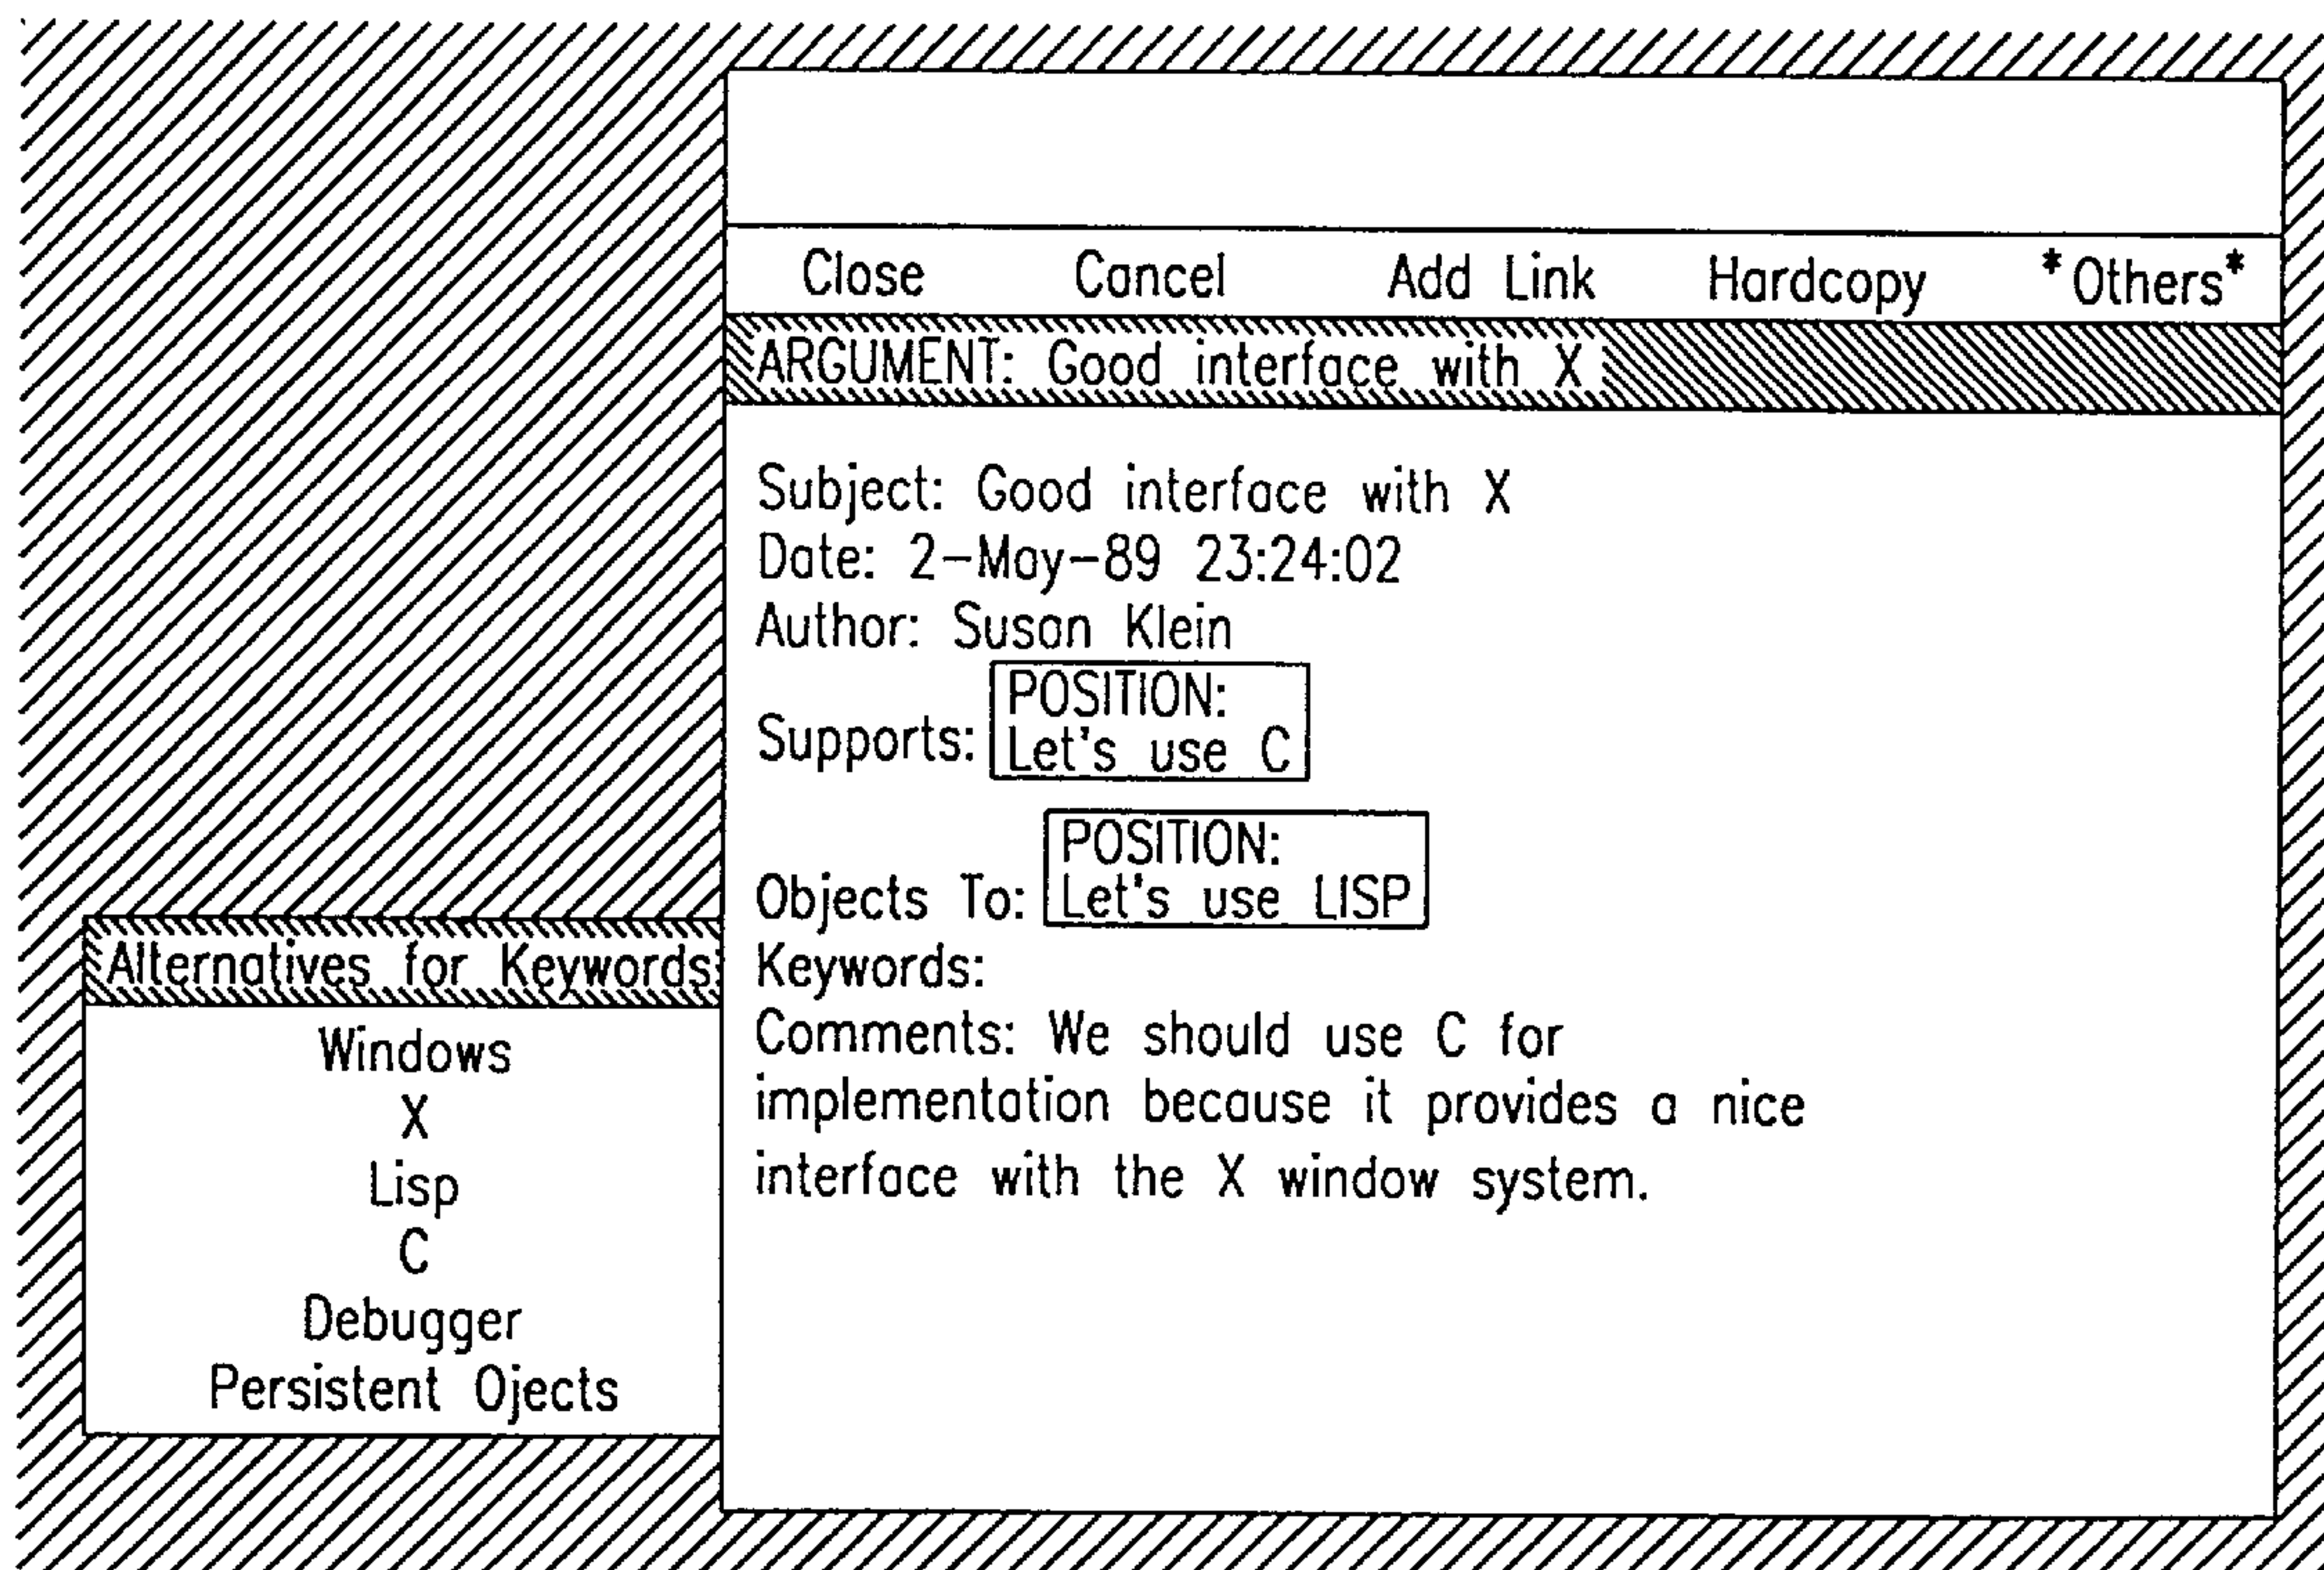 Close Cancel Add Link Hardcopy *Others*
ARGUMENT: Good interface with X
Subject: Good interface with X
Date: 2-May-89 23:24:02
Author: Susan Klein
POSITION:
Supports: Let's use C
POSITION:
Objects To: Let's use LISP
Keywords:
Comments: We should use C for
implementation because it provides a nice
interface with the X window system.
Alternatives for Keywords
Windows
X
Lisp
C
Debugger
Persistent Ojects